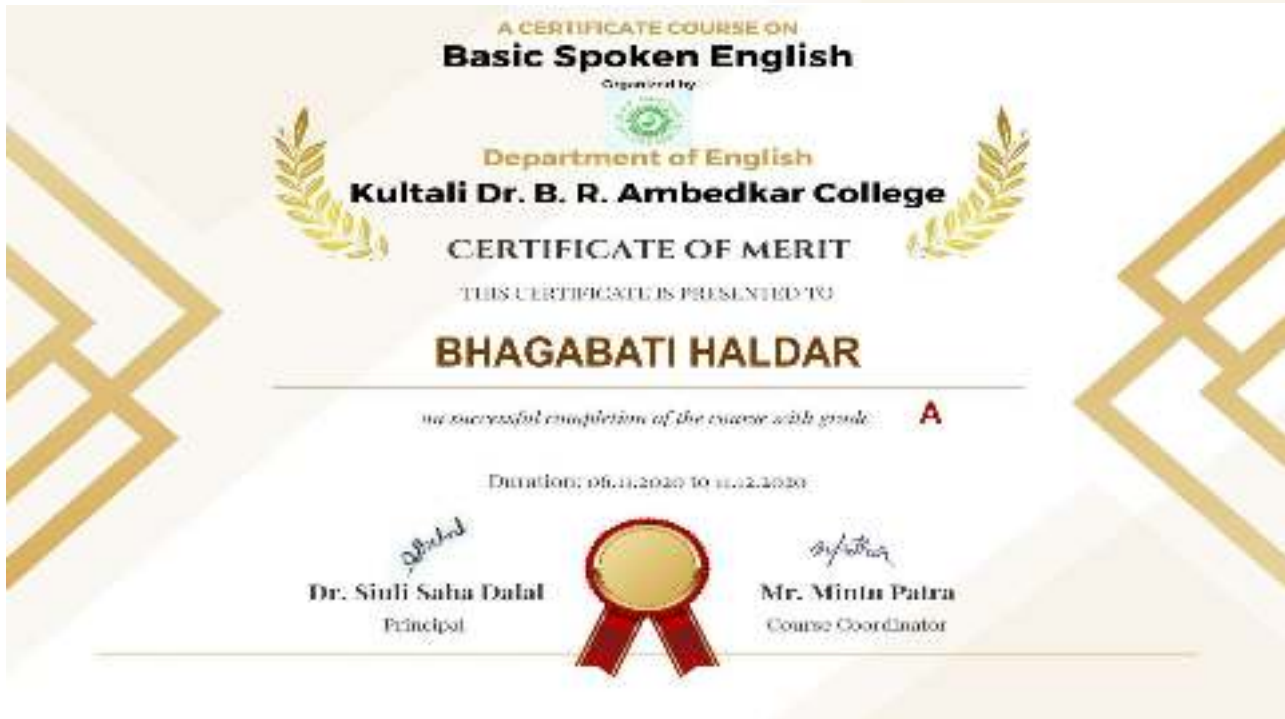 A CERTIFICATE COURSE ON
Basic Spoken English
Organized by
Department of English
Kultali Dr. B. R. Ambedkar College
CERTIFICATE OF MERIT
THIS CERTIFICATE IS PRESENTED TO
BHAGABATI HALDAR
on successful completion of the course with grade A
Duration: 06.11.2020 to 11.12.2020
Dr. Siuli Saha Dalal Mr. Mintu Patra
Principal Course Coordinator